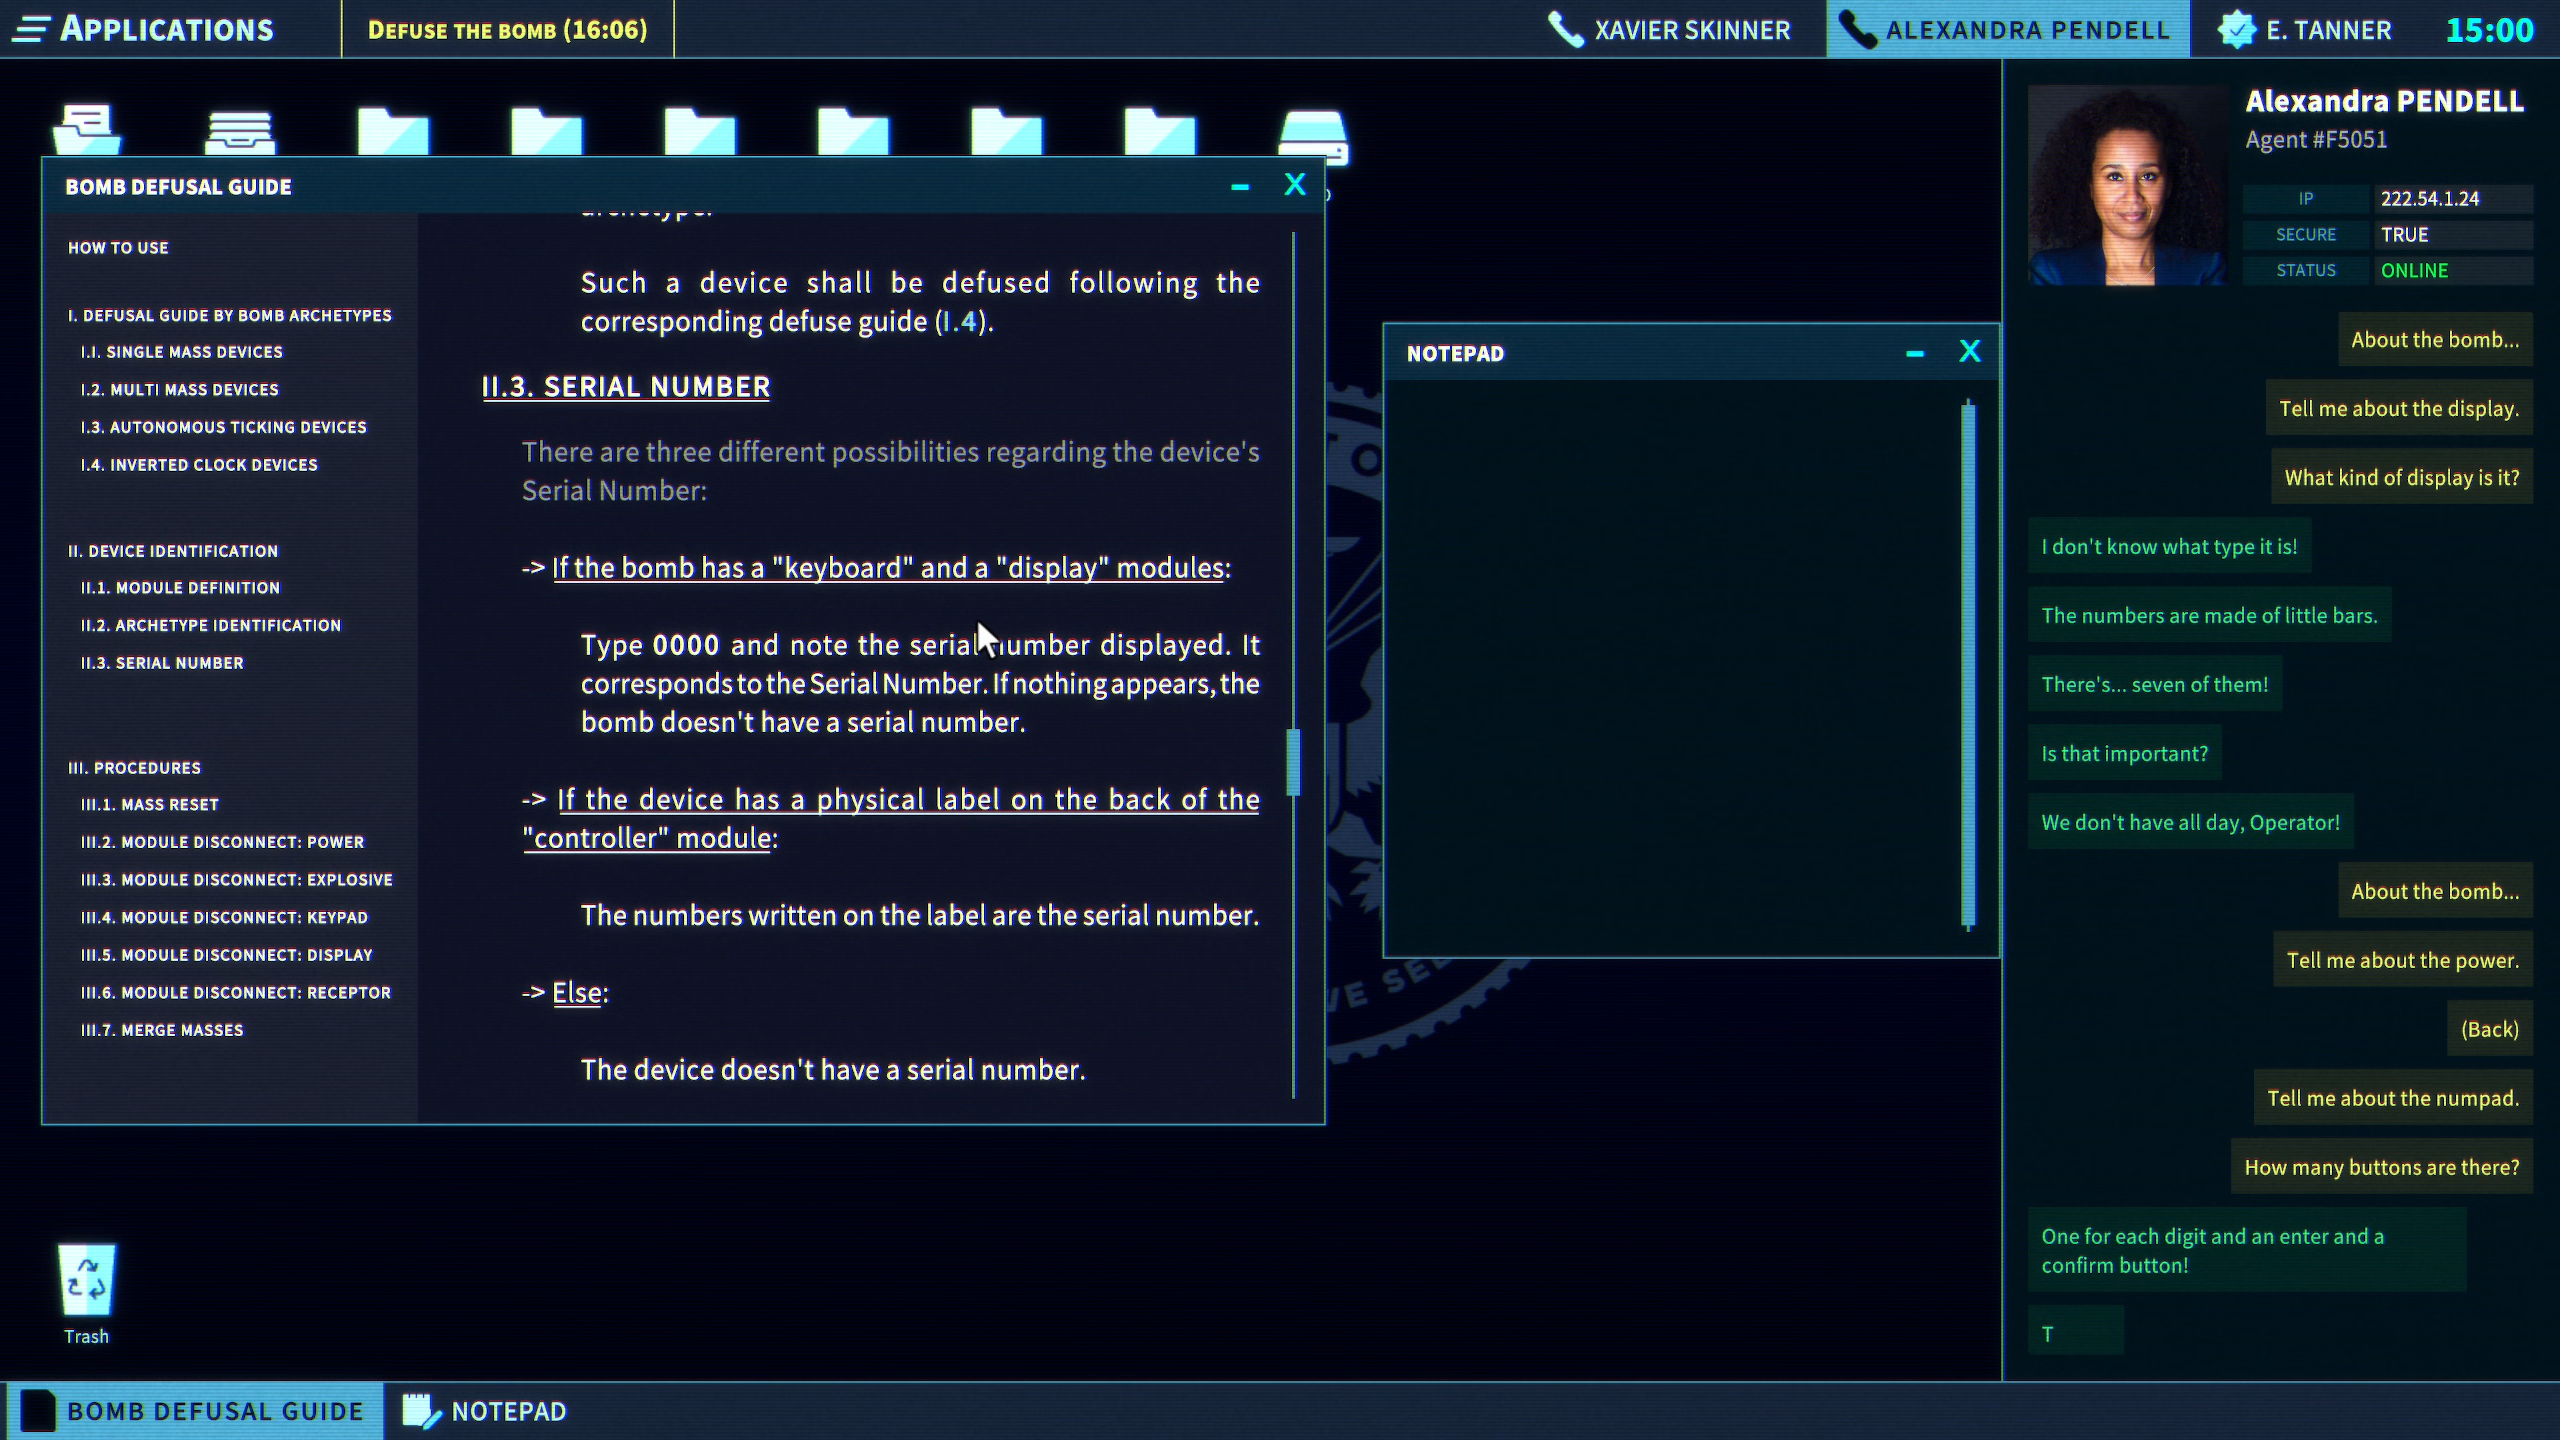 APPLICATIONS
DEFUSE THE BOMB (16:06)
XAVIER SKINNER
ALEXANDRA PENDELL
E. TANNER
15:00
BOMB DEFUSAL GUIDE
HOW TO USE
I. DEFUSAL GUIDE BY BOMB ARCHETYPES
I.I. SINGLE MASS DEVICES
I.2. MULTI MASS DEVICES
I.3. AUTONOMOUS TICKING DEVICES
I.4. INVERTED CLOCK DEVICES
II. DEVICE IDENTIFICATION
II.1. MODULE DEFINITION
II.2. ARCHETYPE IDENTIFICATION
II.3. SERIAL NUMBER
III. PROCEDURES
III.1. MASS RESET
III.2. MODULE DISCONNECT: POWER
III.3. MODULE DISCONNECT: EXPLOSIVE
III.4. MODULE DISCONNECT: KEYPAD
III.5. MODULE DISCONNECT: DISPLAY
III.6. MODULE DISCONNECT: RECEPTOR
III.7. MERGE MASSES
archetype.
Such a device shall be defused following the
corresponding defuse guide (I.4).
II.3. SERIAL NUMBER
There are three different possibilities regarding the device's
Serial Number:
-> If the bomb has a "keyboard" and a "display" modules:
Type 0000 and note the serial number displayed. It
corresponds to the Serial Number. If nothing appears, the
bomb doesn't have a serial number.
-> If the device has a physical label on the back of the
"controller" module:
The numbers written on the label are the serial number.
-> Else:
The device doesn't have a serial number.
NOTEPAD
VE SE
Alexandra PENDELL
Agent #F5051
IP 222.54.1.24
SECURE TRUE
STATUS ONLINE
About the bomb...
Tell me about the display.
What kind of display is it?
I don't know what type it is!
The numbers are made of little bars.
There's... seven of them!
Is that important?
We don't have all day, Operator!
About the bomb...
Tell me about the power.
(Back)
Tell me about the numpad.
How many buttons are there?
One for each digit and an enter and a
confirm button!
T
Trash
BOMB DEFUSAL GUIDE
NOTEPAD